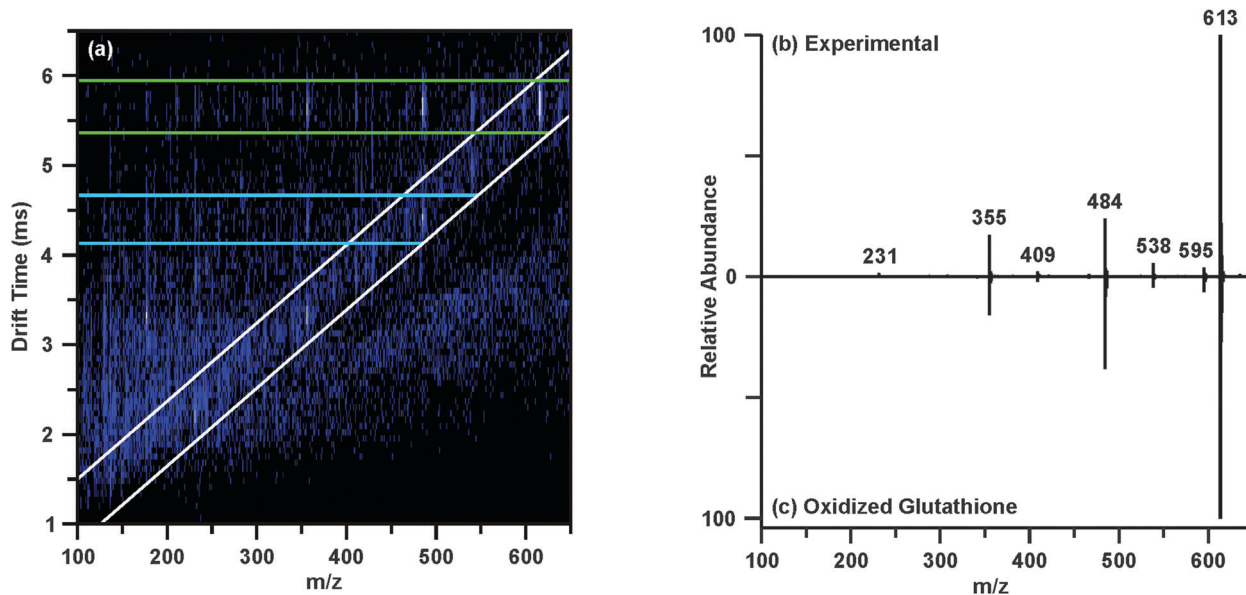 (a)
6
5
4
3
2
1
Drift Time (ms)
100 200 300 400 500 600
m/z
613
100
(b) Experimental
484
355
538
595
409
231
0
Relative Abundance
(c) Oxidized Glutathione
100
100 200 300 400 500 600
m/z